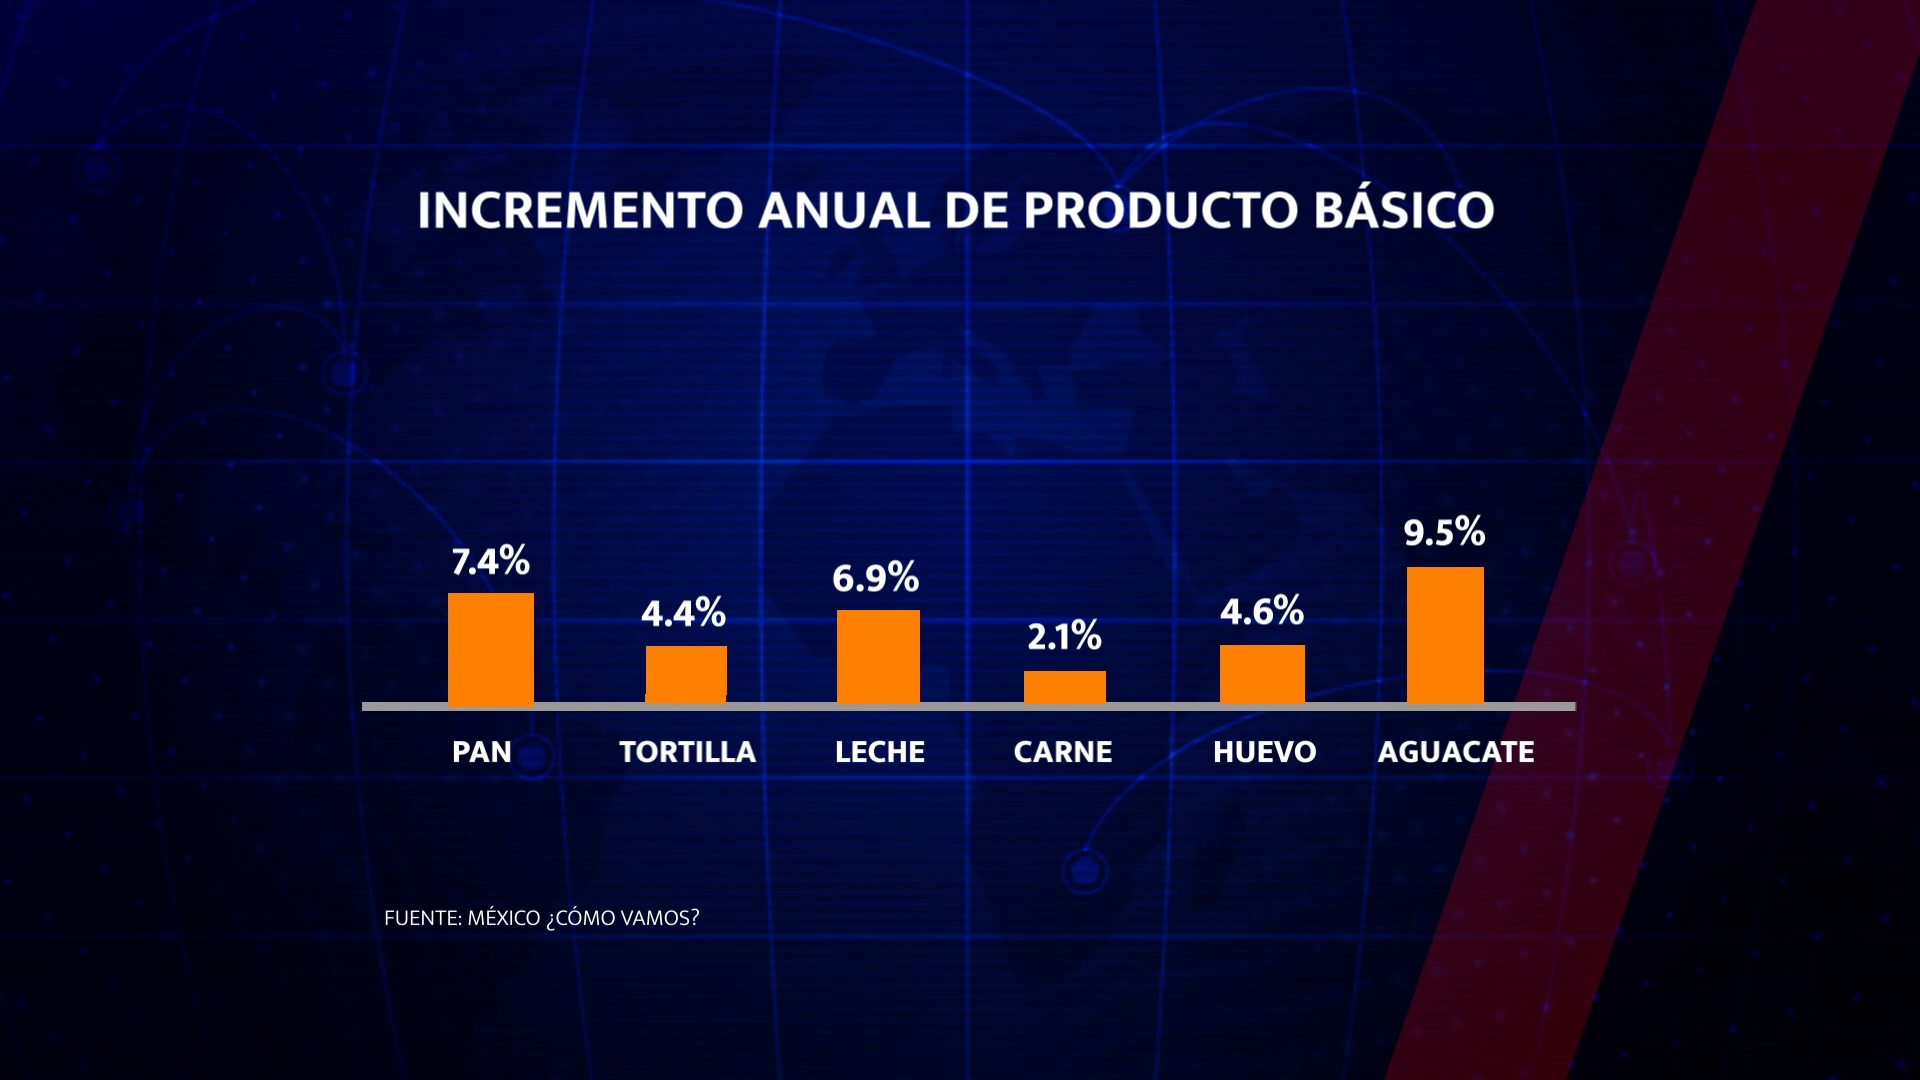 INCREMENTO ANUAL DE PRODUCTO BÁSICO
7.4% 4.4% 6.9% 2.1% 4.6% 9.5%
PAN TORTILLA LECHE CARNE HUEVO AGUACATE
FUENTE: MÉXICO ¿CÓMO VAMOS?